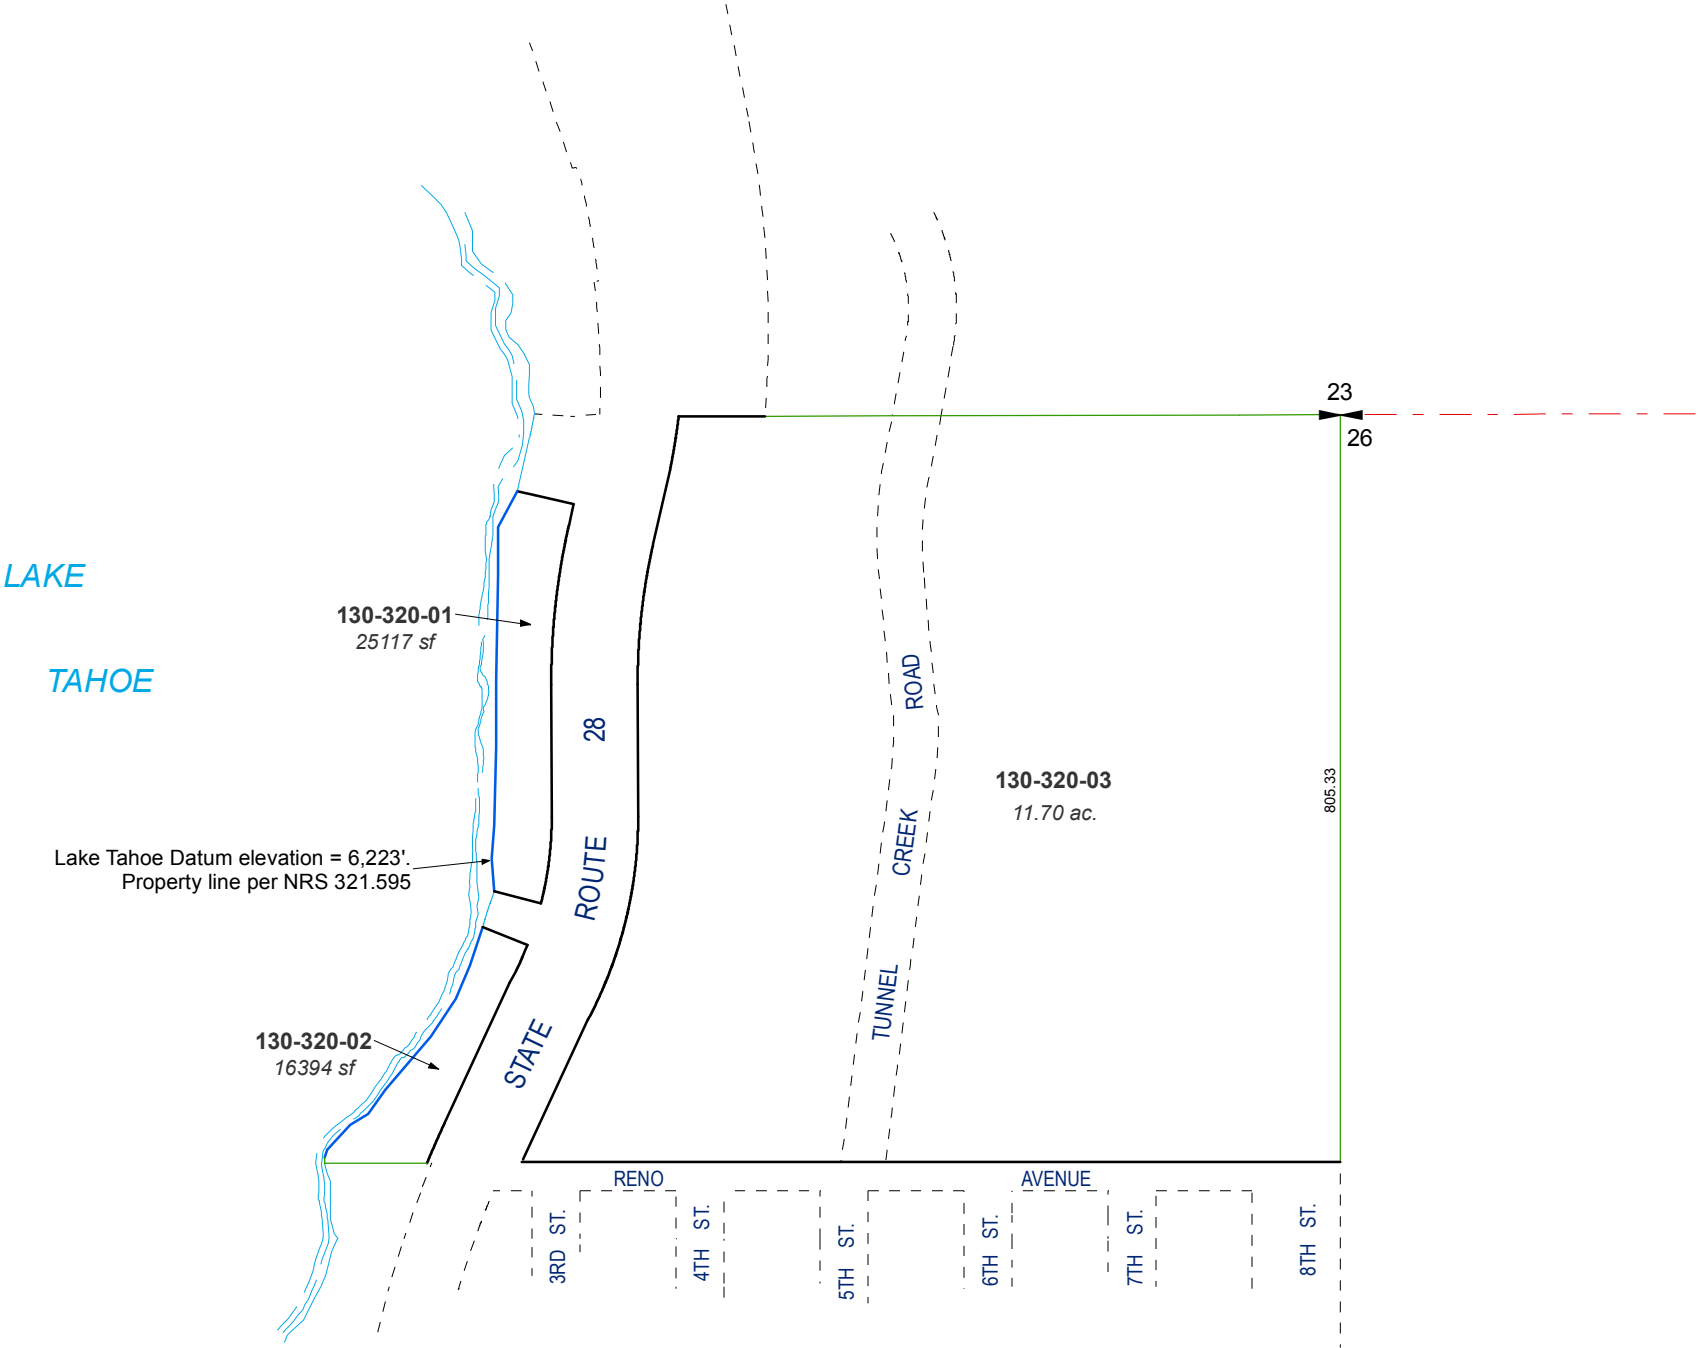 23
26
LAKE
TAHOE
130-320-01
25117 sf
28
ROUTE
STATE
ROAD
CREEK
TUNNEL
130-320-03
11.70 ac.
805.33
Lake Tahoe Datum elevation = 6,223'.
Property line per NRS 321.595
130-320-02
16394 sf
RENO AVENUE
3RD ST.
4TH ST.
5TH ST.
6TH ST.
7TH ST.
8TH ST.